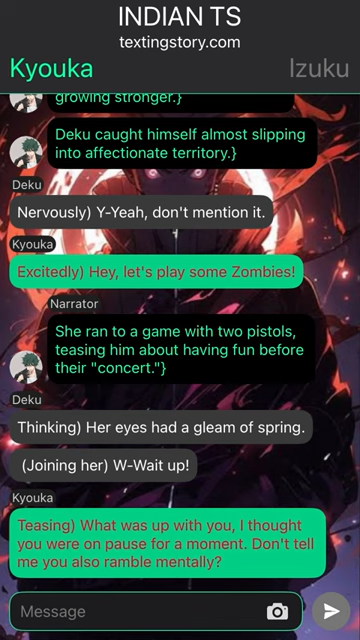 INDIAN TS
textingstory.com
Kyouka Izuku
growing stronger.}
Deku caught himself almost slipping
into affectionate territory.}
Deku
Nervously) Y-Yeah, don't mention it.
Kyouka
Excitedly) Hey, let's play some Zombies!
Narrator
She ran to a game with two pistols,
teasing him about having fun before
their "concert."}
Deku
Thinking) Her eyes had a gleam of spring.
(Joining her) W-Wait up!
Kyouka
Teasing) What was up with you, I thought
you were on pause for a moment. Don't tell
me you also ramble mentally?
Message